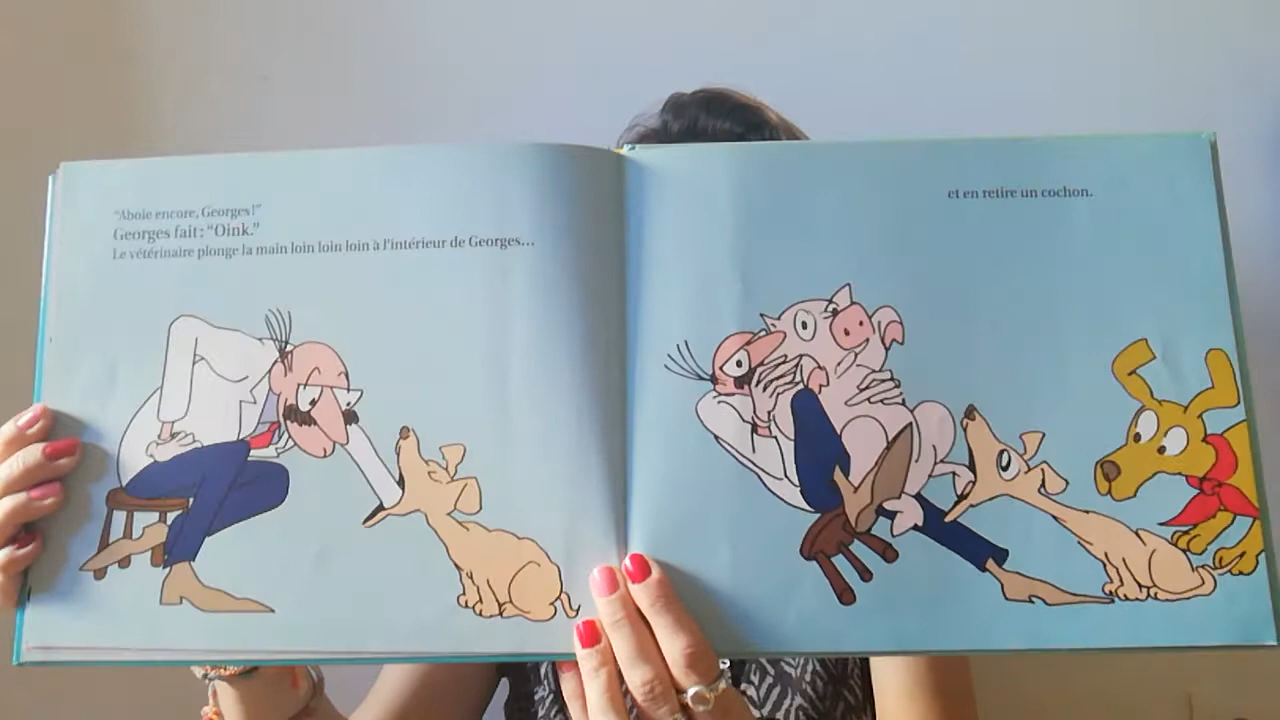 “Aboie encore, Georges!”
Georges fait : “Oink.”
Le vétérinaire plonge la main loin loin loin à l'intérieur de Georges...
et en retire un cochon.